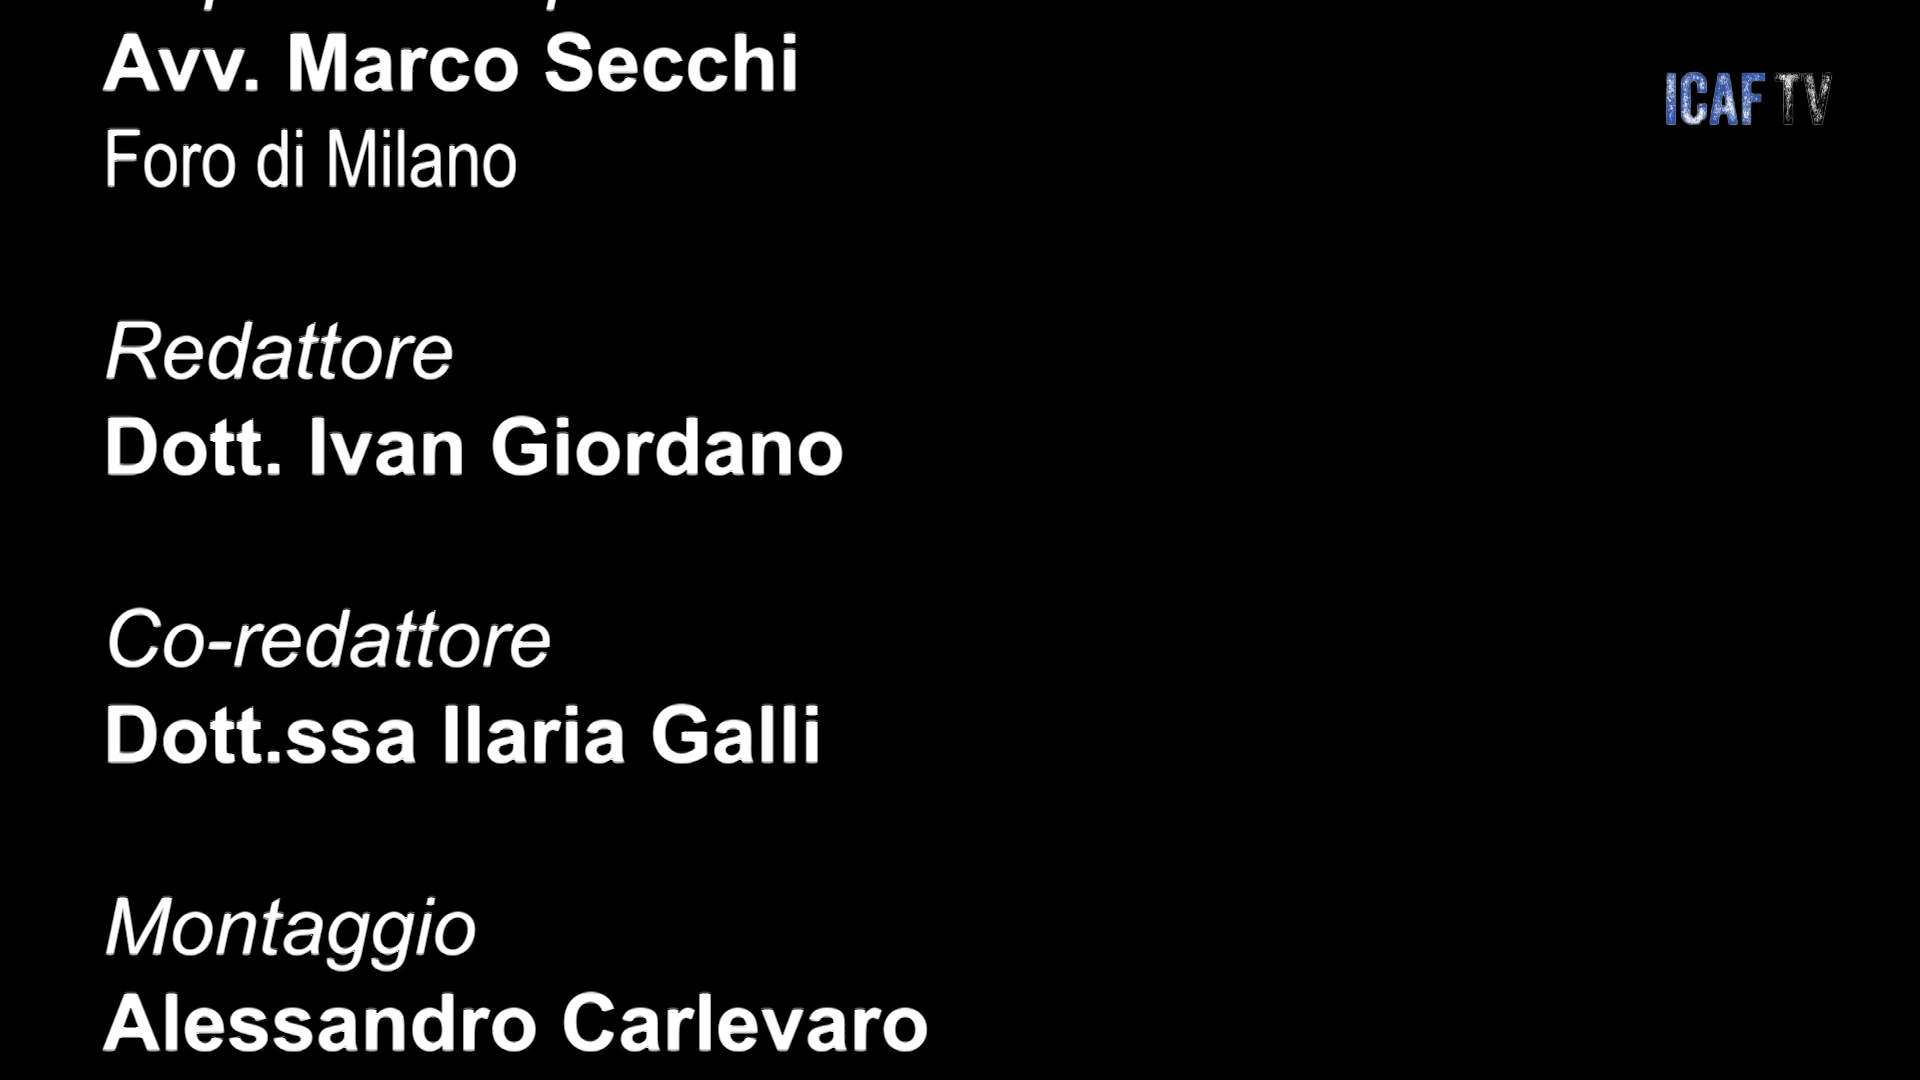 Avv. Marco Secchi
ICAF TV
Foro di Milano
Redattore
Dott. Ivan Giordano
Co-redattore
Dott.ssa Ilaria Galli
Montaggio
Alessandro Carlevaro